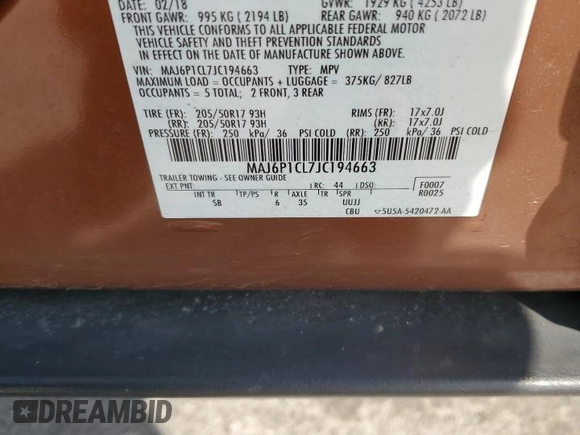 DATE: 02/18 GVWR: 1929 KG ( 4253 LB)
FRONT GAWR: 995 KG ( 2194 LB) REAR GAWR: 940 KG ( 2072 LB)
THIS VEHICLE CONFORMS TO ALL APPLICABLE FEDERAL MOTOR
VEHICLE SAFETY AND THEFT PREVENTION STANDARDS
IN EFFECT ON THE DATE OF MANUFACTURE SHOWN ABOVE.
VIN: MAJ6P1CL7JC194663 TYPE: MPV
MAXIMUM LOAD = OCCUPANTS + LUGGAGE = 375KG/ 827LB
OCCUPANTS = 5 TOTAL; 2 FRONT, 3 REAR
TIRE (FR): 205/50R17 93H RIMS (FR): 17x7.0J
(RR): 205/50R17 93H (RR): 17x7.0J
PRESSURE (FR): 250 kPa/ 36 PSI COLD (RR): 250 kPa/ 36 PSI COLD
MAJ6P1CL7JC194663
TRAILER TOWING - SEE OWNER GUIDE
EXT PNT: RC: 44 DSO: F0007
R0025
INT TR TP/PS R AXLE TR SPR
SB 6 35 UUJJ
CBU 5U5A-5420472-AA
DREAMBID